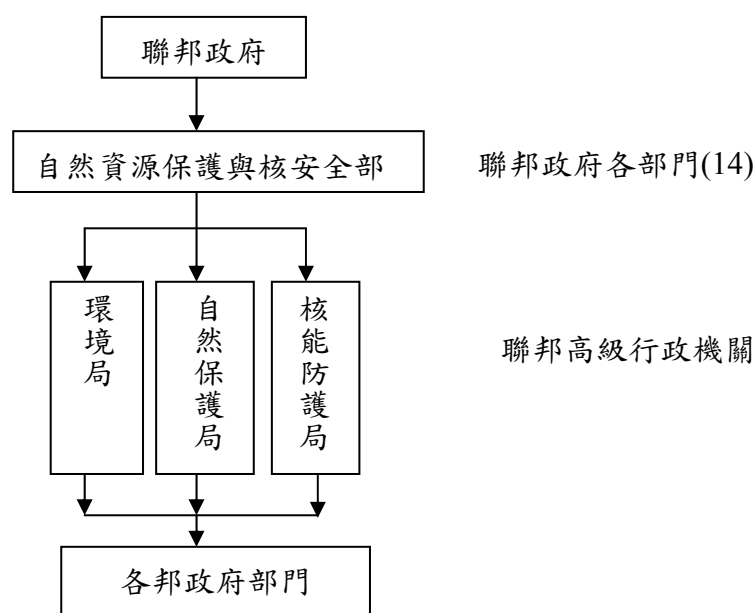 聯邦政府
自然資源保護與核安全部
聯邦政府各部門(14)
環境局
自然保護局
核能防護局
聯邦高級行政機關
各邦政府部門